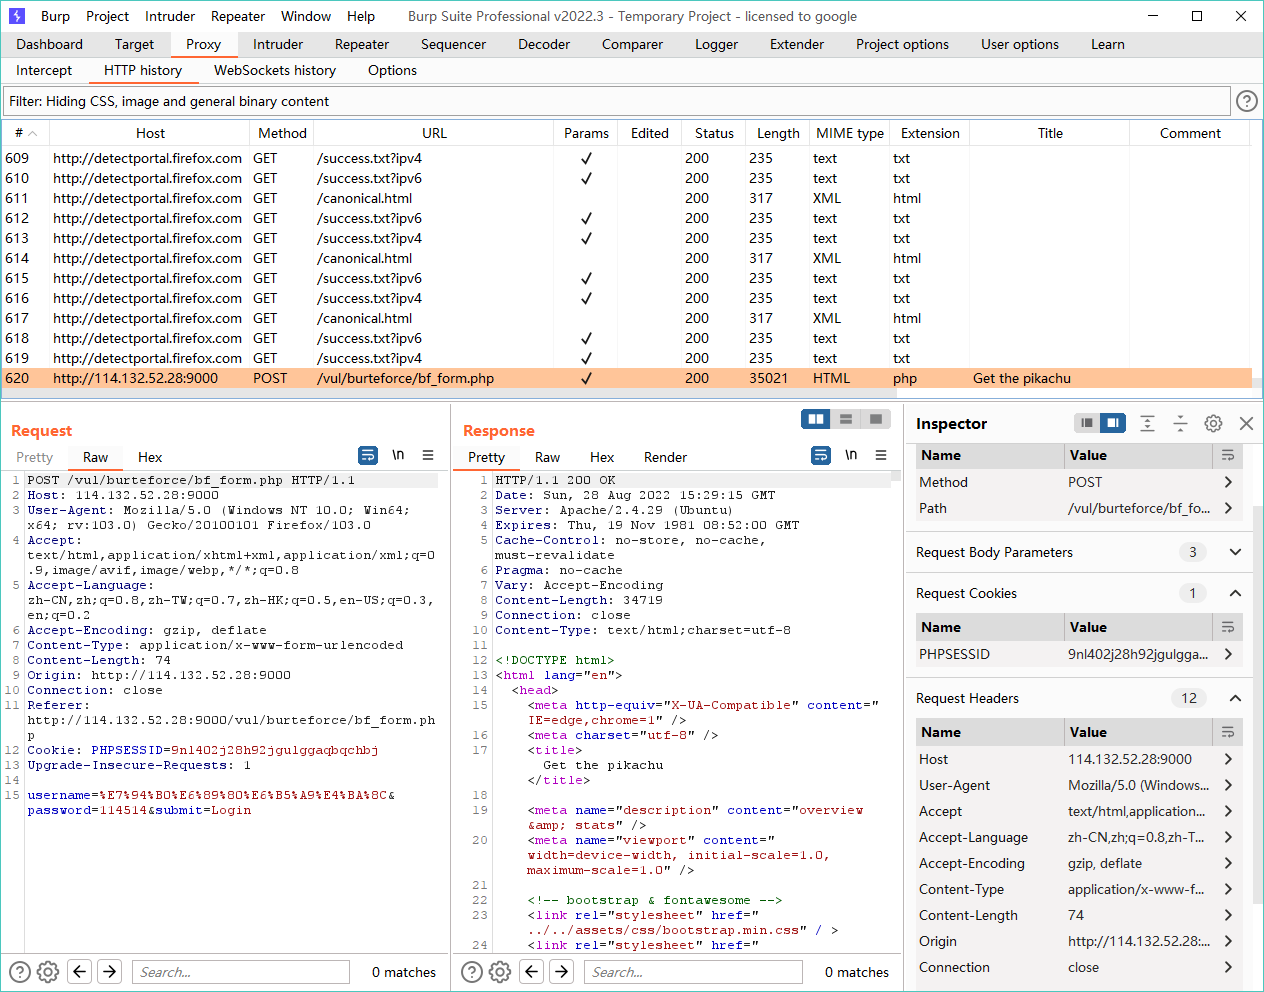 Burp Project Intruder Repeater Window Help Burp Suite Professional v2022.3 - Temporary Project - licensed to google
Dashboard Target Proxy Intruder Repeater Sequencer Decoder Comparer Logger Extender Project options User options Learn
Intercept HTTP history WebSockets history Options
Filter: Hiding CSS, image and general binary content
# Host Method URL Params Edited Status Length MIME type Extension Title Comment
609 http://detectportal.firefox.com GET /success.txt?ipv4 ✓ 200 235 text txt
610 http://detectportal.firefox.com GET /success.txt?ipv6 ✓ 200 235 text txt
611 http://detectportal.firefox.com GET /canonical.html 200 317 XML html
612 http://detectportal.firefox.com GET /success.txt?ipv6 ✓ 200 235 text txt
613 http://detectportal.firefox.com GET /success.txt?ipv4 ✓ 200 235 text txt
614 http://detectportal.firefox.com GET /canonical.html 200 317 XML html
615 http://detectportal.firefox.com GET /success.txt?ipv6 ✓ 200 235 text txt
616 http://detectportal.firefox.com GET /success.txt?ipv4 ✓ 200 235 text txt
617 http://detectportal.firefox.com GET /canonical.html 200 317 XML html
618 http://detectportal.firefox.com GET /success.txt?ipv6 ✓ 200 235 text txt
619 http://detectportal.firefox.com GET /success.txt?ipv4 ✓ 200 235 text txt
620 http://114.132.52.28:9000 POST /vul/burteforce/bf_form.php ✓ 200 35021 HTML php Get the pikachu
Request
Pretty Raw Hex \n
1 POST /vul/burteforce/bf_form.php HTTP/1.1
2 Host: 114.132.52.28:9000
3 User-Agent: Mozilla/5.0 (Windows NT 10.0; Win64;
x64; rv:103.0) Gecko/20100101 Firefox/103.0
4 Accept:
text/html,application/xhtml+xml,application/xml;q=0
.9,image/avif,image/webp,*/*;q=0.8
5 Accept-Language:
zh-CN,zh;q=0.8,zh-TW;q=0.7,zh-HK;q=0.5,en-US;q=0.3,
en;q=0.2
6 Accept-Encoding: gzip, deflate
7 Content-Type: application/x-www-form-urlencoded
8 Content-Length: 74
9 Origin: http://114.132.52.28:9000
10 Connection: close
11 Referer:
http://114.132.52.28:9000/vul/burteforce/bf_form.ph
p
12 Cookie: PHPSESSID=9nl402j28h92jgulggaqbqchbj
13 Upgrade-Insecure-Requests: 1
14
15 username=%E7%94%B0%E6%89%80%E6%B5%A9%E4%BA%8C&
password=114514&submit=Login
Search... 0 matches
Response
Pretty Raw Hex Render \n
1 HTTP/1.1 200 OK
2 Date: Sun, 28 Aug 2022 15:29:15 GMT
3 Server: Apache/2.4.29 (Ubuntu)
4 Expires: Thu, 19 Nov 1981 08:52:00 GMT
5 Cache-Control: no-store, no-cache,
must-revalidate
6 Pragma: no-cache
7 Vary: Accept-Encoding
8 Content-Length: 34719
9 Connection: close
10 Content-Type: text/html;charset=utf-8
11
12 <!DOCTYPE html>
13 <html lang="en">
14 <head>
15 <meta http-equiv="X-UA-Compatible" content="
IE=edge,chrome=1" />
16 <meta charset="utf-8" />
17 <title>
Get the pikachu
</title>
18
19 <meta name="description" content="overview
&amp; stats" />
20 <meta name="viewport" content="
width=device-width, initial-scale=1.0,
maximum-scale=1.0" />
21
22 <!-- bootstrap & fontawesome -->
23 <link rel="stylesheet" href="
../../assets/css/bootstrap.min.css" / >
24 <link rel="stylesheet" href="
Search... 0 matches
Inspector
Name Value
Method POST
Path /vul/burteforce/bf_fo...
Request Body Parameters 3
Request Cookies 1
Name Value
PHPSESSID 9nl402j28h92jgulgga...
Request Headers 12
Name Value
Host 114.132.52.28:9000
User-Agent Mozilla/5.0 (Windows...
Accept text/html,application...
Accept-Language zh-CN,zh;q=0.8,zh-T...
Accept-Encoding gzip, deflate
Content-Type application/x-www-f...
Content-Length 74
Origin http://114.132.52.28:...
Connection close